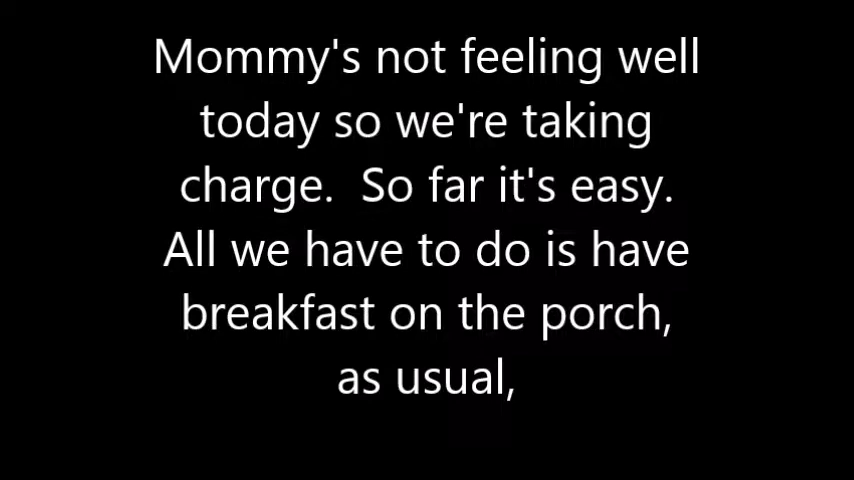 Mommy's not feeling well
today so we're taking
charge.  So far it's easy.
All we have to do is have
breakfast on the porch,
as usual,